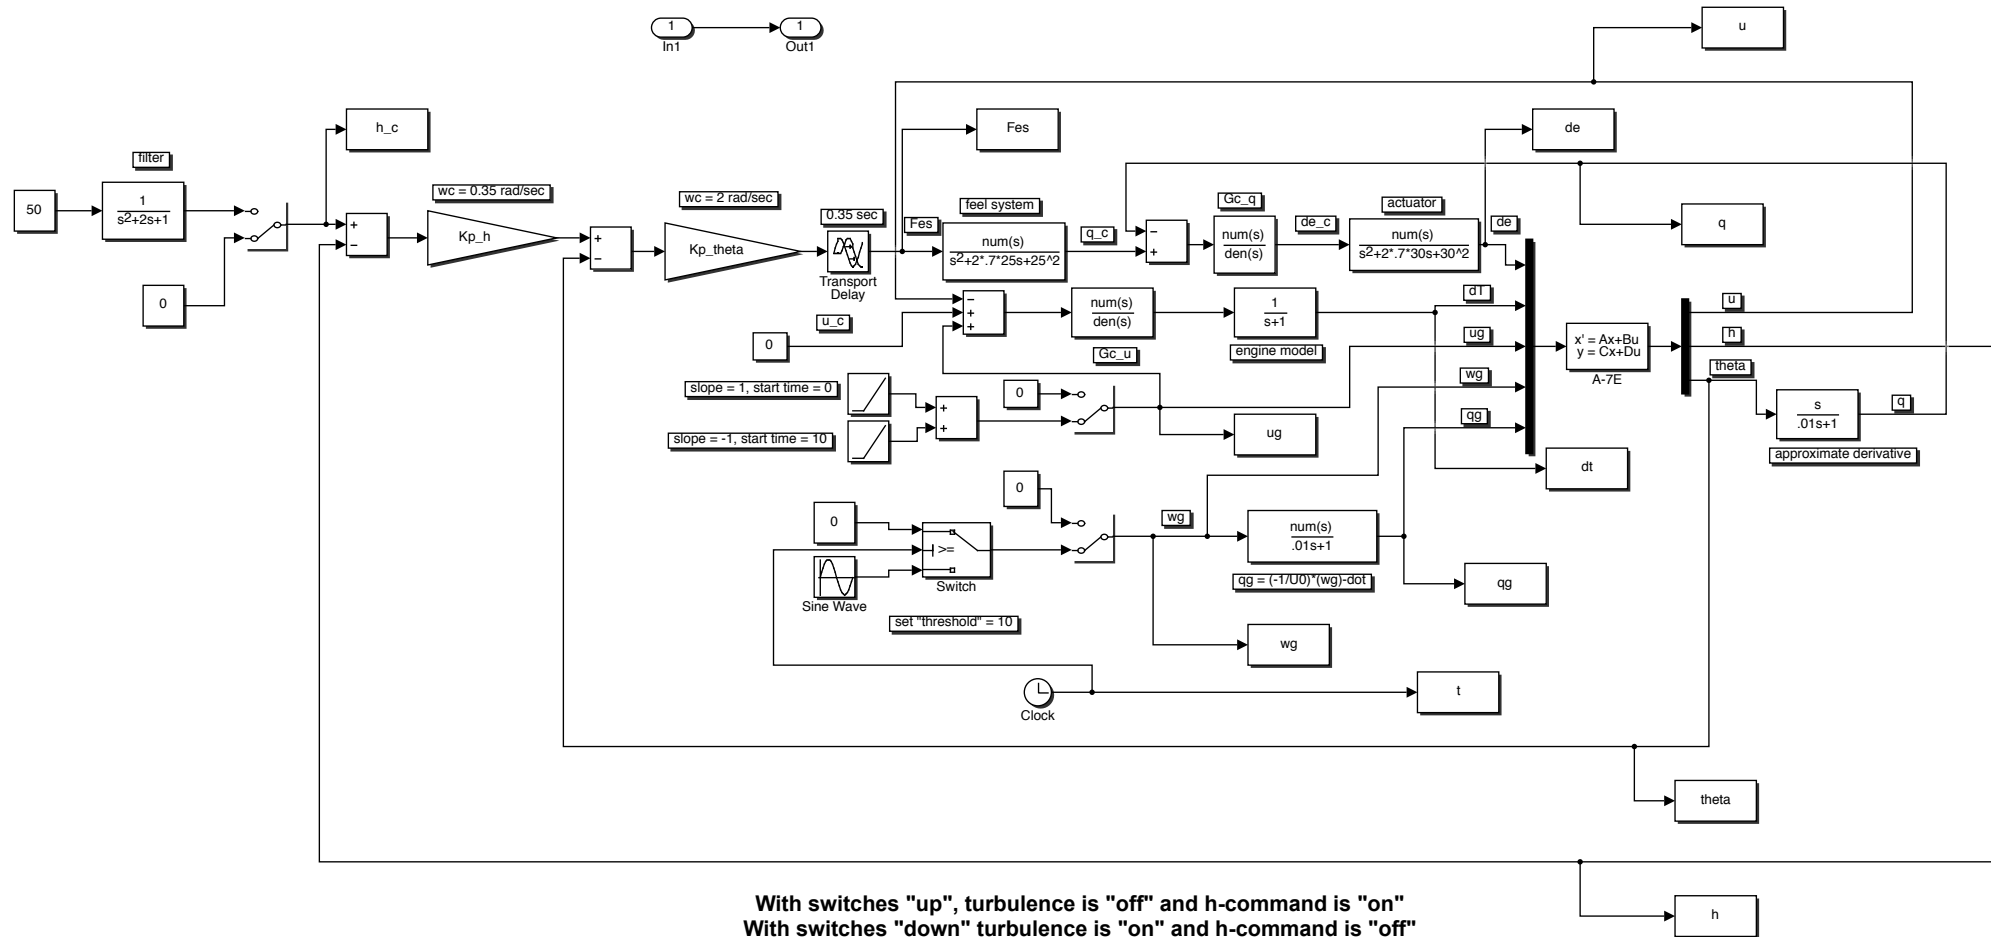 1
In1
1
Out1
u
h_c
Fes
de
filter
50
1
s^2+2s+1
0
+
−
wc = 0.35 rad/sec
Kp_h
+
−
wc = 2 rad/sec
Kp_theta
0.35 sec
Transport
Delay
Fes
feel system
num(s)
s^2+2*.7*25s+25^2
q_c
−
+
Gc_q
num(s)
den(s)
de_c
actuator
num(s)
s^2+2*.7*30s+30^2
de
q
u_c
0
−
+
+
num(s)
den(s)
Gc_u
1
s+1
engine model
dT
ug
wg
qg
x' = Ax+Bu
y = Cx+Du
A-7E
u
h
theta
s
.01s+1
q
approximate derivative
slope = 1, start time = 0
slope = -1, start time = 10
+
+
0
ug
dt
0
0
>=
Switch
Sine Wave
set "threshold" = 10
wg
num(s)
.01s+1
qg = (-1/U0)*(wg)-dot
qg
wg
Clock
t
theta
h
With switches "up", turbulence is "off" and h-command is "on"
With switches "down" turbulence is "on" and h-command is "off"